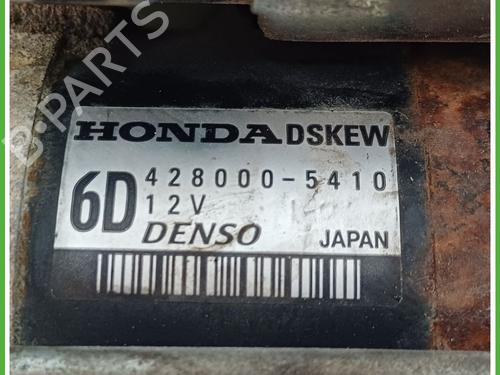 B-PARTS
HONDA DSKEW
6D 428000-5410
12V
DENSO JAPAN